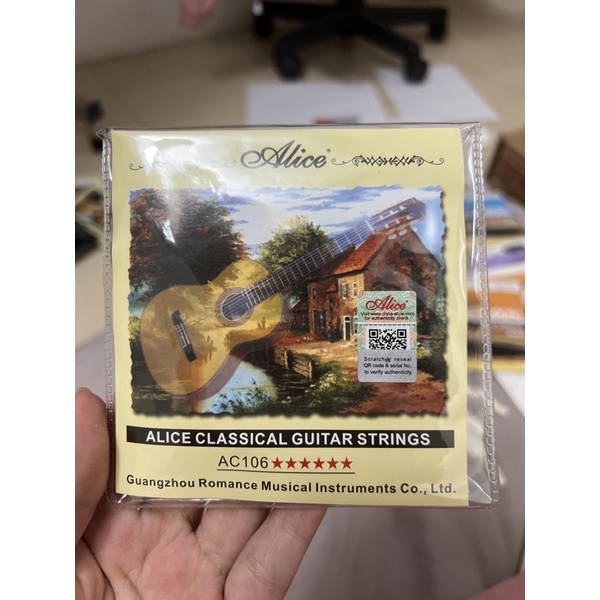 Alice®
ALICE
Alice®
Visit www.china-alice.com
for authenticity check
Scratch to reveal
QR code & serial No.
to verify authenticity
ALICE CLASSICAL GUITAR STRINGS
AC106★★★★★★
Guangzhou Romance Musical Instruments Co., Ltd.